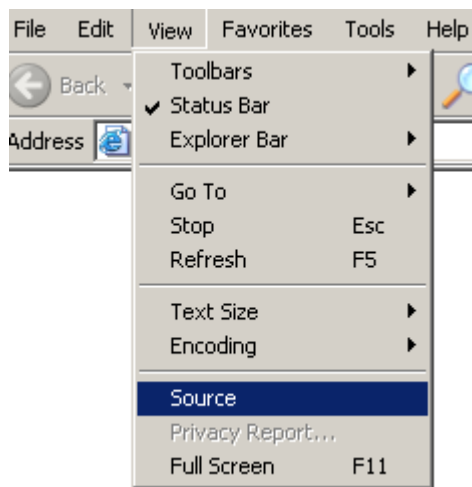 File Edit View Favorites Tools Help
Back
Toolbars
Status Bar
Address
Explorer Bar
Go To
Stop Esc
Refresh F5
Text Size
Encoding
Source
Privacy Report...
Full Screen F11